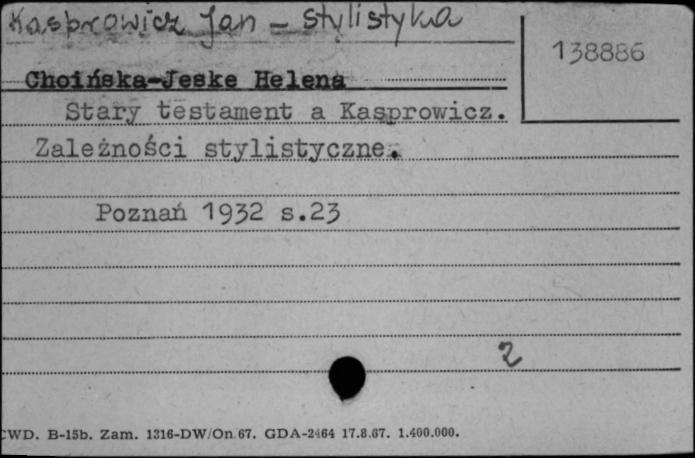 Kasprowicz Jan - stylistyka
138886
Choińska-Jeske Helena
Stary testament a Kasprowicz.
Zależności stylistyczne.
Poznań 1932 s.23
2
CWD. B-15b. Zam. 1316-DW/On 67. GDA-2464 17.8.67. 1.400.000.